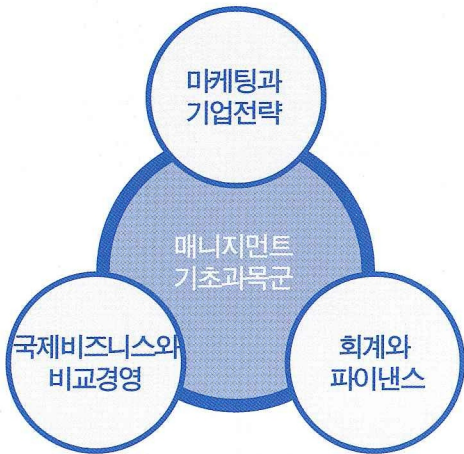 마케팅과
기업전략
매니지먼트
기초과목군
국제비즈니스와
비교경영
회계와
파이낸스